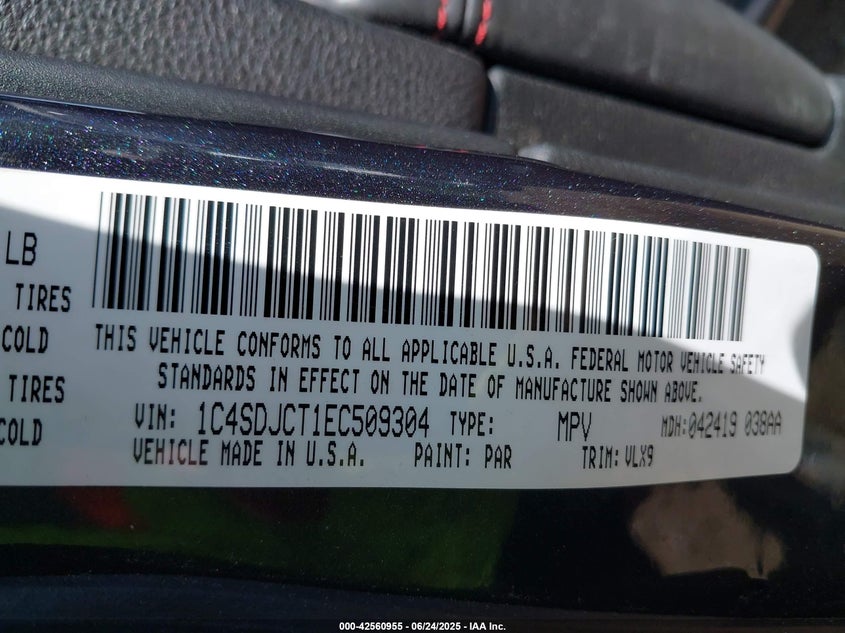 LB
TIRES
COLD
TIRES
COLD
THIS VEHICLE CONFORMS TO ALL APPLICABLE U.S.A. FEDERAL MOTOR VEHICLE SAFETY
STANDARDS IN EFFECT ON THE DATE OF MANUFACTURE SHOWN ABOVE.
VIN: 1C4SDJCT1EC509304 TYPE: MPV MDH:042419 038AA
VEHICLE MADE IN U.S.A. PAINT: PAR TRIM: VLX9
000-42560955 - 06/24/2025 - IAA Inc.